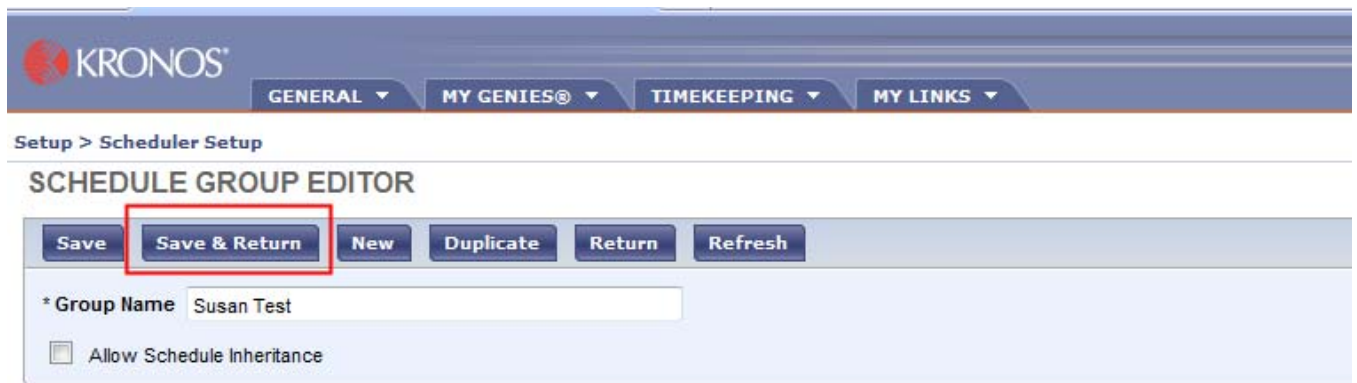 KRONOS®
GENERAL MY GENIES® TIMEKEEPING MY LINKS
Setup > Scheduler Setup
SCHEDULE GROUP EDITOR
Save Save & Return New Duplicate Return Refresh
* Group Name Susan Test
Allow Schedule Inheritance